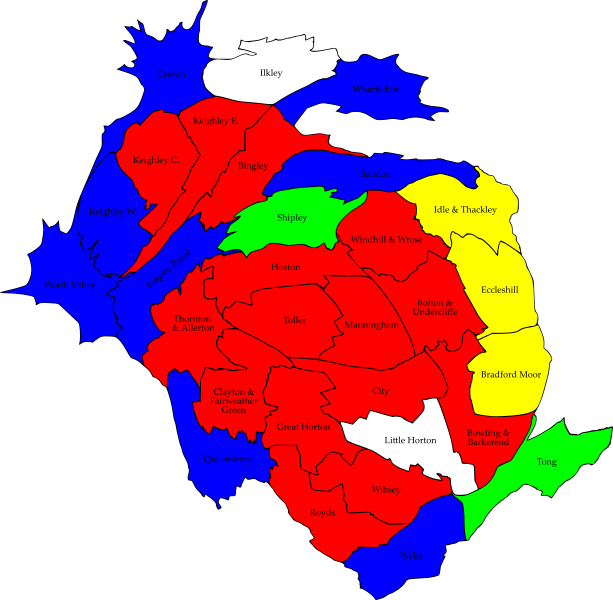 Craven
Ilkley
Wharfedale
Keighley E.
Keighley C.
Bingley
Baildon
Keighley W.
Idle & Thackley
Shipley
Windhill & Wrose
Bingley Rural
Heaton
Worth Valley
Eccleshill
Bolton &
Undercliffe
Thornton
& Allerton
Toller
Manningham
Bradford Moor
City
Clayton &
Fairweather
Green
Great Horton
Little Horton
Bowling &
Barkerend
Queensbury
Tong
Wibsey
Royds
Wyke